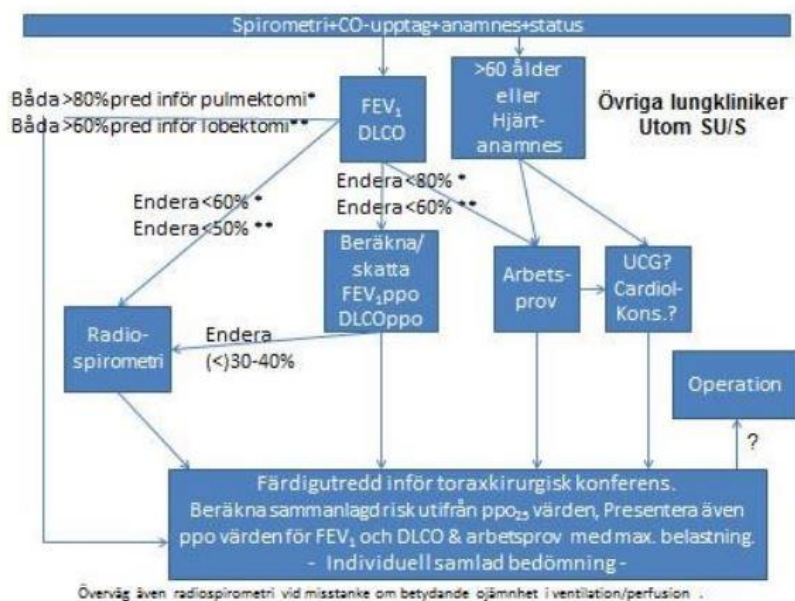 Spirometri+CO-upptag+anamnes+status
Båda >80%pred inför pulmektomi*
Båda >60%pred inför lobektomi**
FEV₁
DLCO
>60 ålder
eller
Hjärt-
anamnes
Övriga lungkliniker
Utom SU/S
Endera<60% *
Endera<50% **
Endera<80% *
Endera<60% **
Beräkna/
skatta
FEV₁ppo
DLCOppo
Arbets-
prov
UCG?
Cardiol-
Kons.?
Radio-
spirometri
Endera
(<)30-40%
Operation
?
Färdigutredd inför toraxkirurgisk konferens.
Beräkna sammanlagd risk utifrån ppo₂₅ värden, Presentera även
ppo värden för FEV₁ och DLCO & arbetsprov med max. belastning.
- Individuell samlad bedömning-
Överväg även radiospirometri vid misstanke om betydande ojämnhet i ventilation/perfusion .